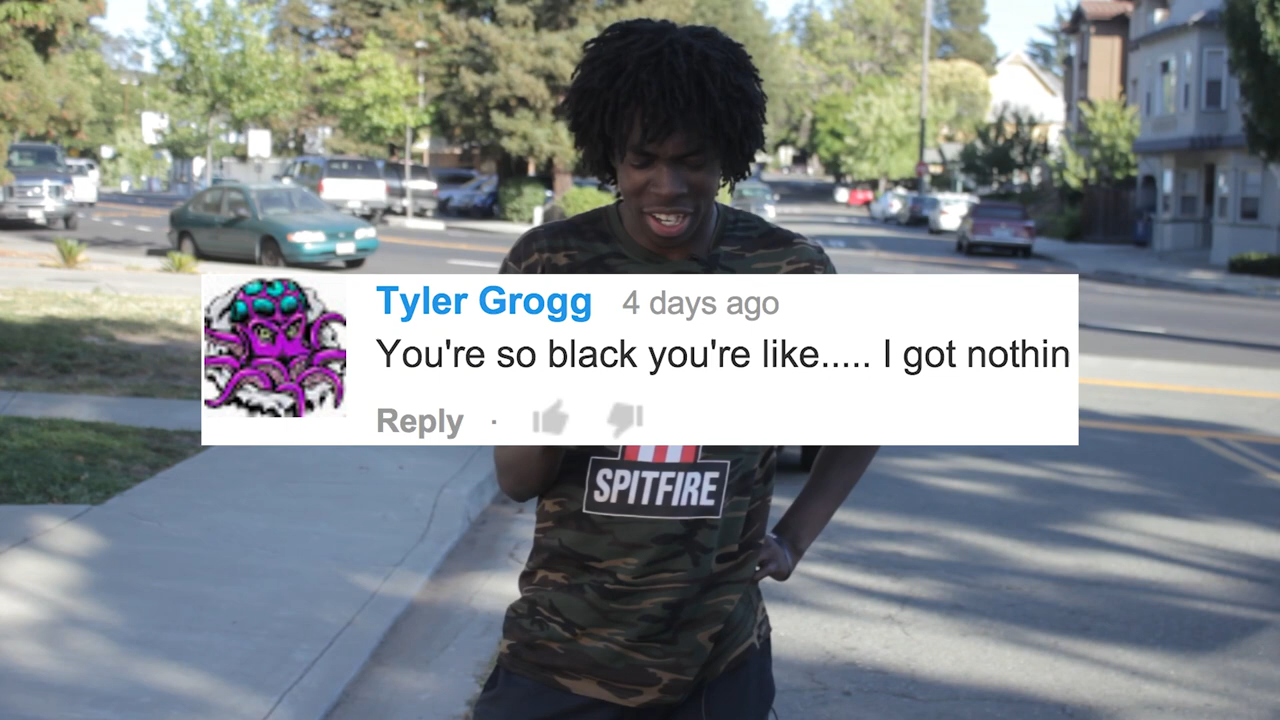 Tyler Grogg 4 days ago
You're so black you're like..... I got nothin
Reply ·
SPITFIRE